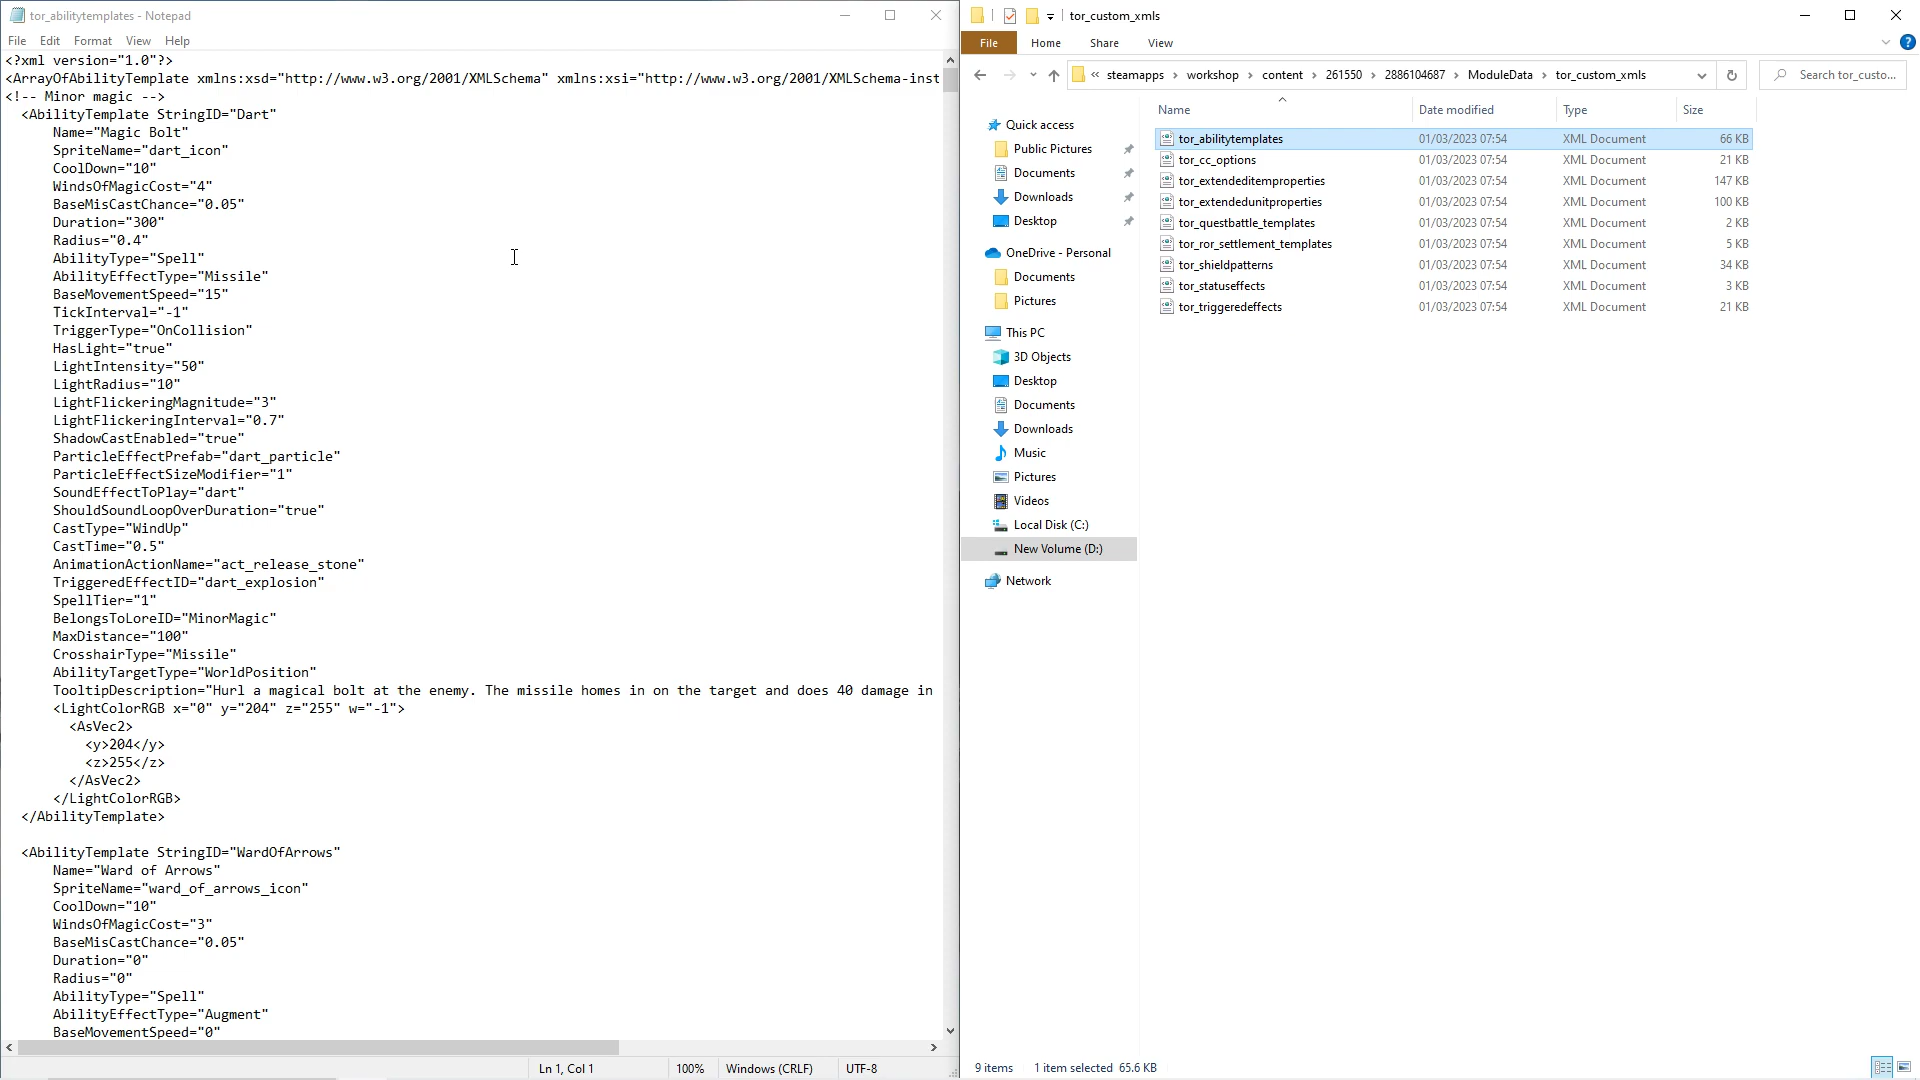 tor_abilitytemplates - Notepad
File Edit Format View Help
<?xml version="1.0"?>
<ArrayOfAbilityTemplate xmlns:xsd="http://www.w3.org/2001/XMLSchema" xmlns:xsi="http://www.w3.org/2001/XMLSchema-inst
<!-- Minor magic -->
<AbilityTemplate StringID="Dart"
Name="Magic Bolt"
SpriteName="dart_icon"
CoolDown="10"
WindsOfMagicCost="4"
BaseMisCastChance="0.05"
Duration="300"
Radius="0.4"
AbilityType="Spell"
AbilityEffectType="Missile"
BaseMovementSpeed="15"
TickInterval="-1"
TriggerType="OnCollision"
HasLight="true"
LightIntensity="50"
LightRadius="10"
LightFlickeringMagnitude="3"
LightFlickeringInterval="0.7"
ShadowCastEnabled="true"
ParticleEffectPrefab="dart_particle"
ParticleEffectSizeModifier="1"
SoundEffectToPlay="dart"
ShouldSoundLoopOverDuration="true"
CastType="WindUp"
CastTime="0.5"
AnimationActionName="act_release_stone"
TriggeredEffectID="dart_explosion"
SpellTier="1"
BelongsToLoreID="MinorMagic"
MaxDistance="100"
CrosshairType="Missile"
AbilityTargetType="WorldPosition"
TooltipDescription="Hurl a magical bolt at the enemy. The missile homes in on the target and does 40 damage in
<LightColorRGB x="0" y="204" z="255" w="-1">
<AsVec2>
<y>204</y>
<z>255</z>
</AsVec2>
</LightColorRGB>
</AbilityTemplate>
<AbilityTemplate StringID="WardOfArrows"
Name="Ward of Arrows"
SpriteName="ward_of_arrows_icon"
CoolDown="10"
WindsOfMagicCost="3"
BaseMisCastChance="0.05"
Duration="0"
Radius="0"
AbilityType="Spell"
AbilityEffectType="Augment"
BaseMovementSpeed="0"
Ln 1, Col 1 100% Windows (CRLF) UTF-8
tor_custom_xmls
File Home Share View
« steamapps > workshop > content > 261550 > 2886104687 > ModuleData > tor_custom_xmls
Search tor_custo...
Quick access
Public Pictures
Documents
Downloads
Desktop
OneDrive - Personal
Documents
Pictures
This PC
3D Objects
Desktop
Documents
Downloads
Music
Pictures
Videos
Local Disk (C:)
New Volume (D:)
Network
Name Date modified Type Size
tor_abilitytemplates 01/03/2023 07:54 XML Document 66 KB
tor_cc_options 01/03/2023 07:54 XML Document 21 KB
tor_extendeditemproperties 01/03/2023 07:54 XML Document 147 KB
tor_extendedunitproperties 01/03/2023 07:54 XML Document 100 KB
tor_questbattle_templates 01/03/2023 07:54 XML Document 2 KB
tor_ror_settlement_templates 01/03/2023 07:54 XML Document 5 KB
tor_shieldpatterns 01/03/2023 07:54 XML Document 34 KB
tor_statuseffects 01/03/2023 07:54 XML Document 3 KB
tor_triggeredeffects 01/03/2023 07:54 XML Document 21 KB
9 items 1 item selected 65.6 KB